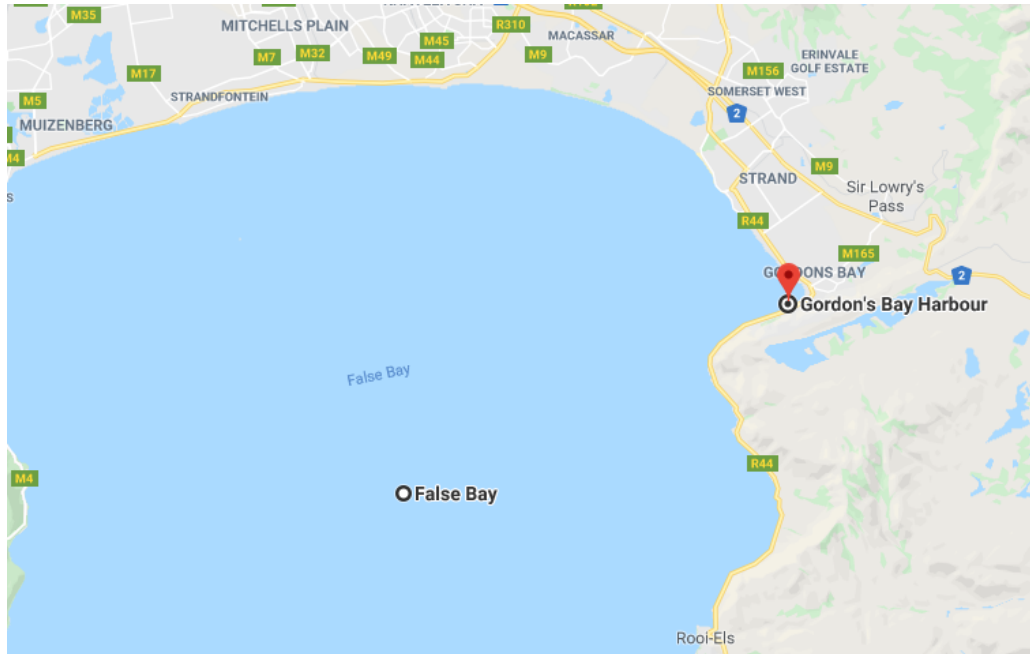 M35
MITCHELLS PLAIN
R310
M45
MACASSAR
M7
M32
M49
M44
M9
ERINVALE
GOLF ESTATE
M17
M156
STRANDFONTEIN
SOMERSET WEST
M5
2
MUIZENBERG
M4
M9
STRAND
Sir Lowry's
Pass
R44
M165
GORDONS BAY
2
Gordon's Bay Harbour
False Bay
R44
M4
False Bay
Rooi-Els